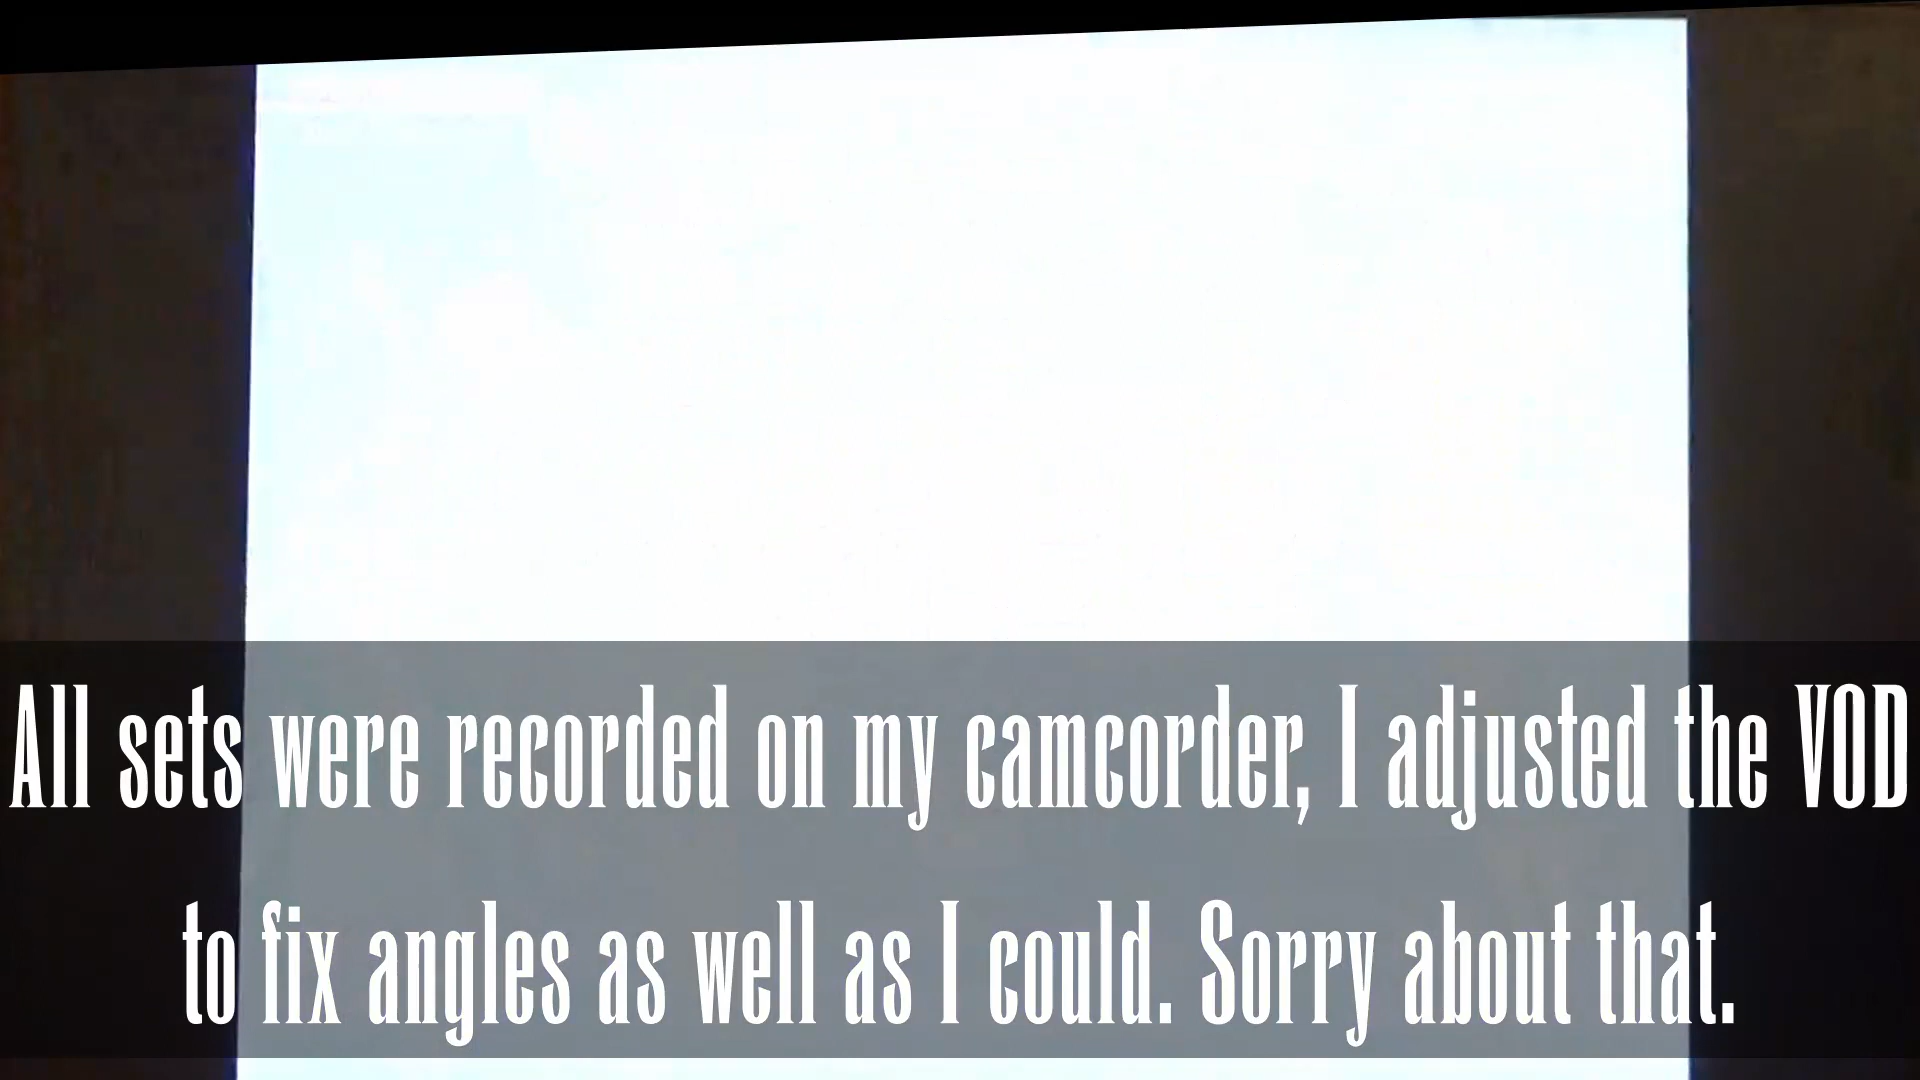 All sets were recorded on my camcorder, I adjusted the VOD
to fix angles as well as I could. Sorry about that.